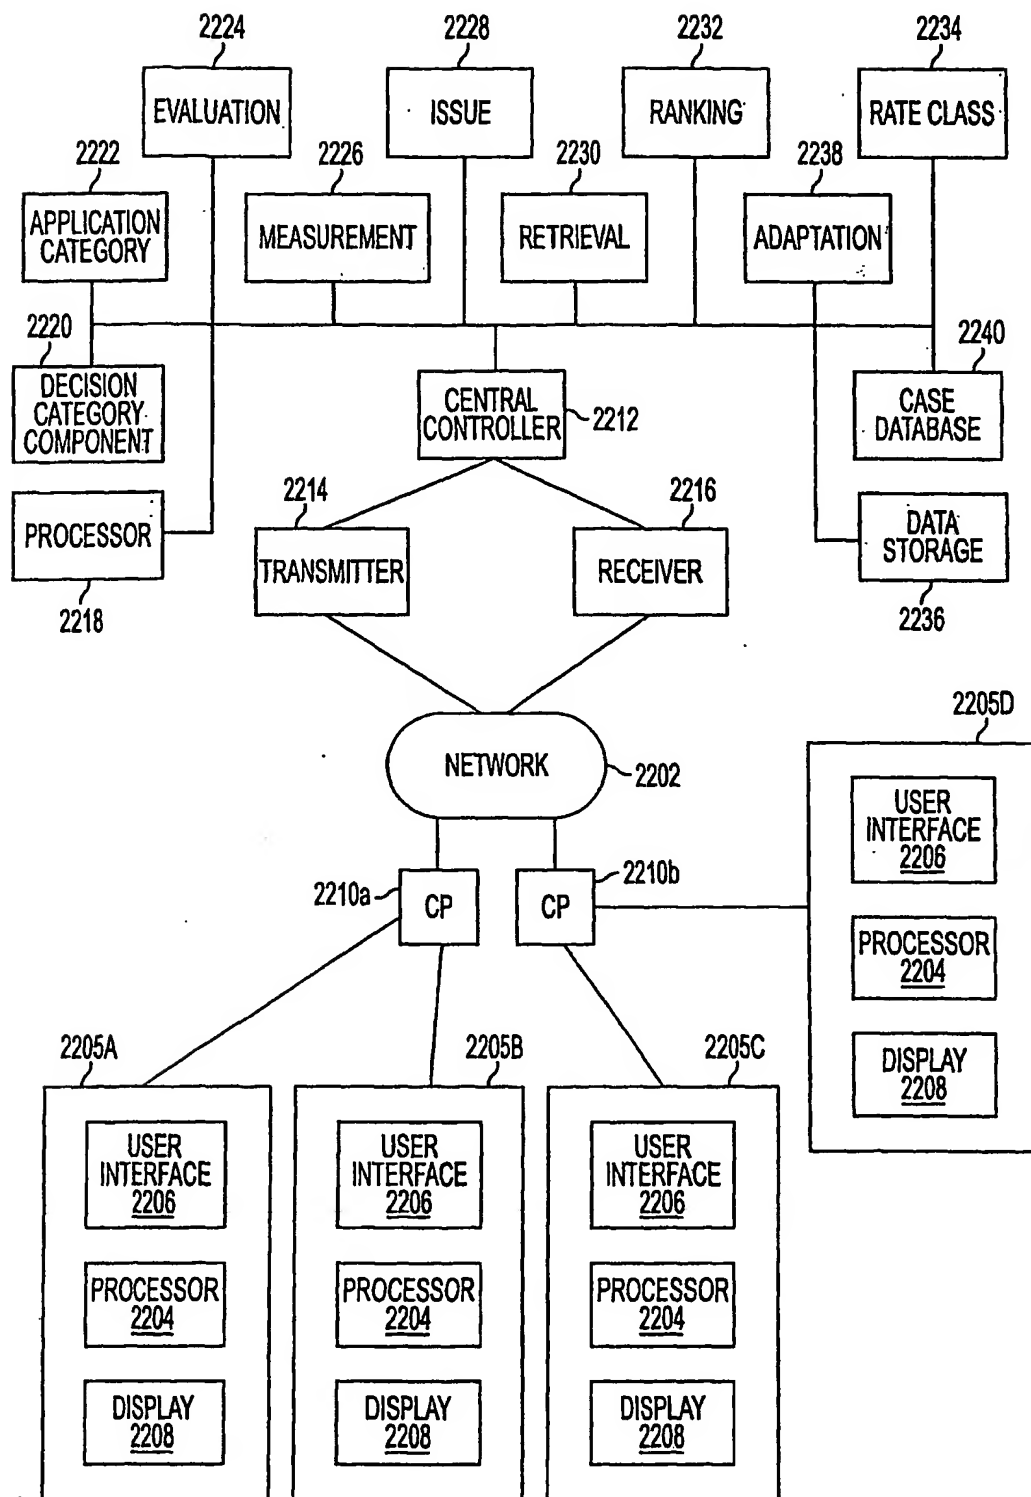 2224
2228
2232
2234
EVALUATION
ISSUE
RANKING
RATE CLASS
2222
2226
2230
2238
APPLICATION
CATEGORY
MEASUREMENT
RETRIEVAL
ADAPTATION
2220
2240
DECISION
CATEGORY
COMPONENT
CENTRAL
CONTROLLER
2212
CASE
DATABASE
2214
2216
PROCESSOR
TRANSMITTER
RECEIVER
DATA
STORAGE
2218
2236
2205D
NETWORK
2202
USER
INTERFACE
2206
2210a
CP
CP
2210b
PROCESSOR
2204
DISPLAY
2208
2205A
2205B
2205C
USER
INTERFACE
2206
USER
INTERFACE
2206
USER
INTERFACE
2206
PROCESSOR
2204
PROCESSOR
2204
PROCESSOR
2204
DISPLAY
2208
DISPLAY
2208
DISPLAY
2208